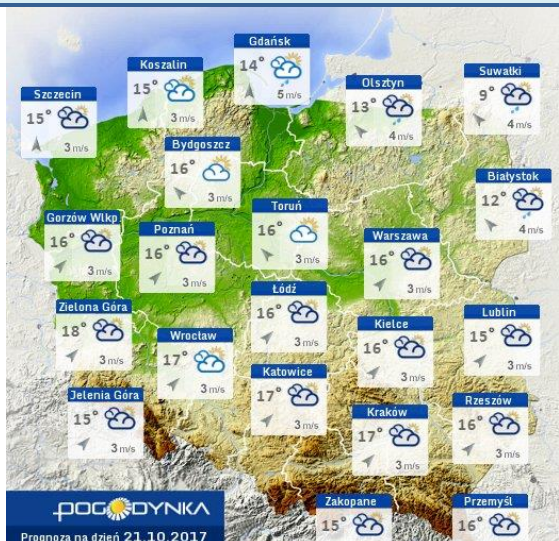 Gdańsk
14°
5 m/s
Koszalin
15°
3 m/s
Suwałki
9°
4 m/s
Olsztyn
13°
4 m/s
Szczecin
15°
3 m/s
Bydgoszcz
16°
3 m/s
Białystok
12°
4 m/s
Toruń
16°
3 m/s
Gorzów Wlkp
16°
3 m/s
Poznań
16°
3 m/s
Warszawa
16°
3 m/s
Łódź
16°
3 m/s
Zielona Góra
18°
3 m/s
Lublin
15°
3 m/s
Kielce
16°
3 m/s
Wrocław
17°
3 m/s
Katowice
17°
3 m/s
Jelenia Góra
15°
3 m/s
Rzeszów
16°
3 m/s
Kraków
17°
3 m/s
Zakopane
15°
Przemyśl
16°
POGODYNKA
Prognoza na dzień 21.10.2017